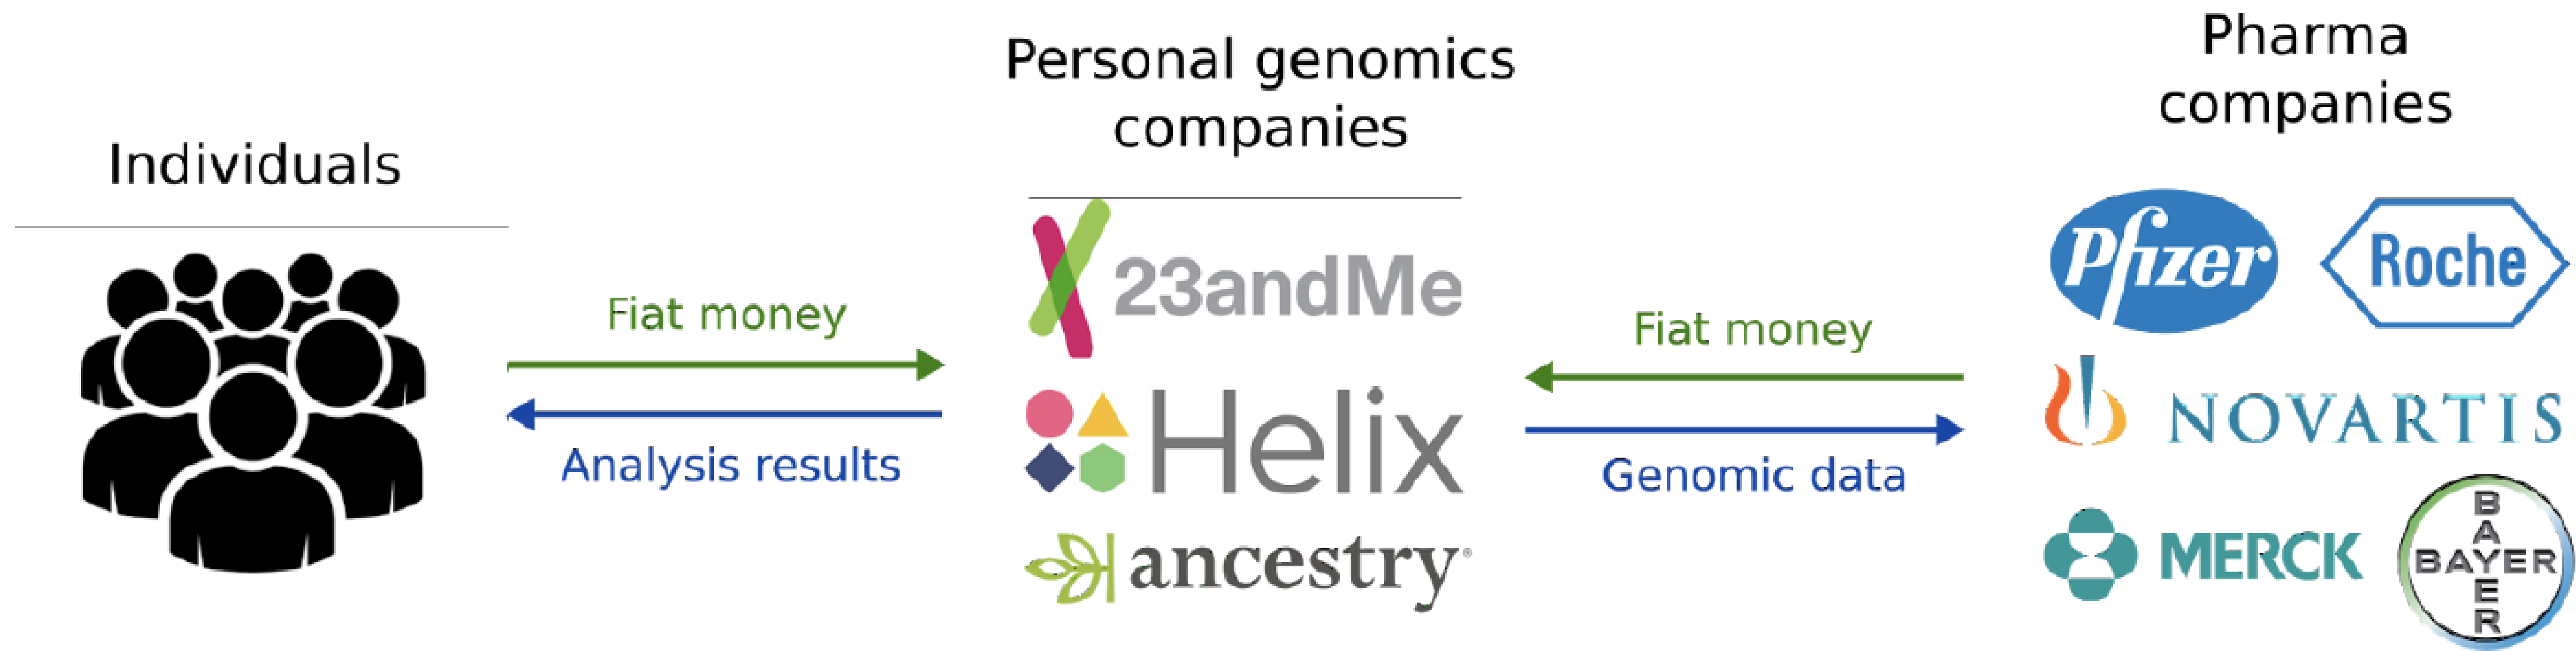 Individuals
Fiat money
Analysis results
Personal genomics
companies
23andMe
Helix
ancestry®
Fiat money
Genomic data
Pharma
companies
Pfizer
Roche
NOVARTIS
MERCK
BAYER
BAYER